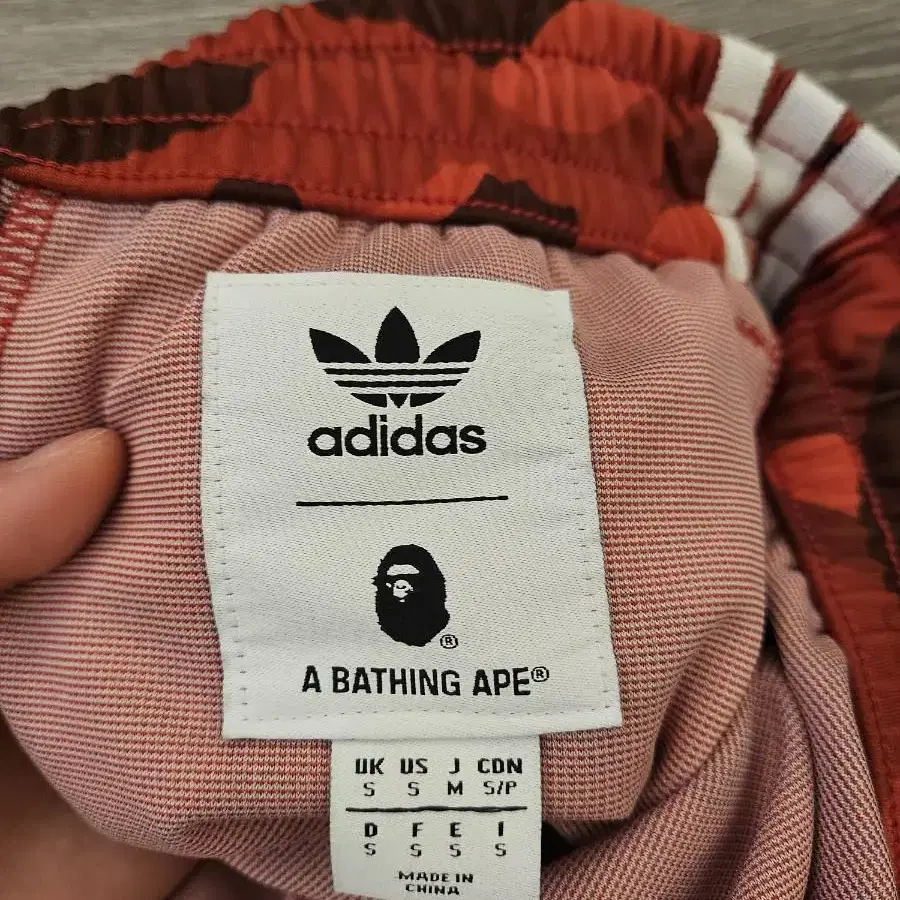 adidas
®
A BATHING APE®
UK US J CDN
S S M S/P
D F E I
S S S S
MADE IN
CHINA